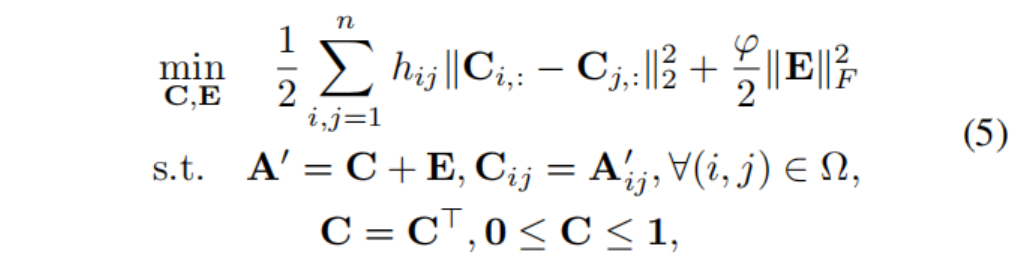 min_{C,E} 1/2 ∑_{i,j=1}^{n} h_{ij}‖C_{i,:} − C_{j,:}‖_2^2 + φ/2 ‖E‖_F^2
s.t. A′ = C + E, C_{ij} = A′_{ij}, ∀(i, j) ∈ Ω, (5)
C = C^⊤, 0 ≤ C ≤ 1,